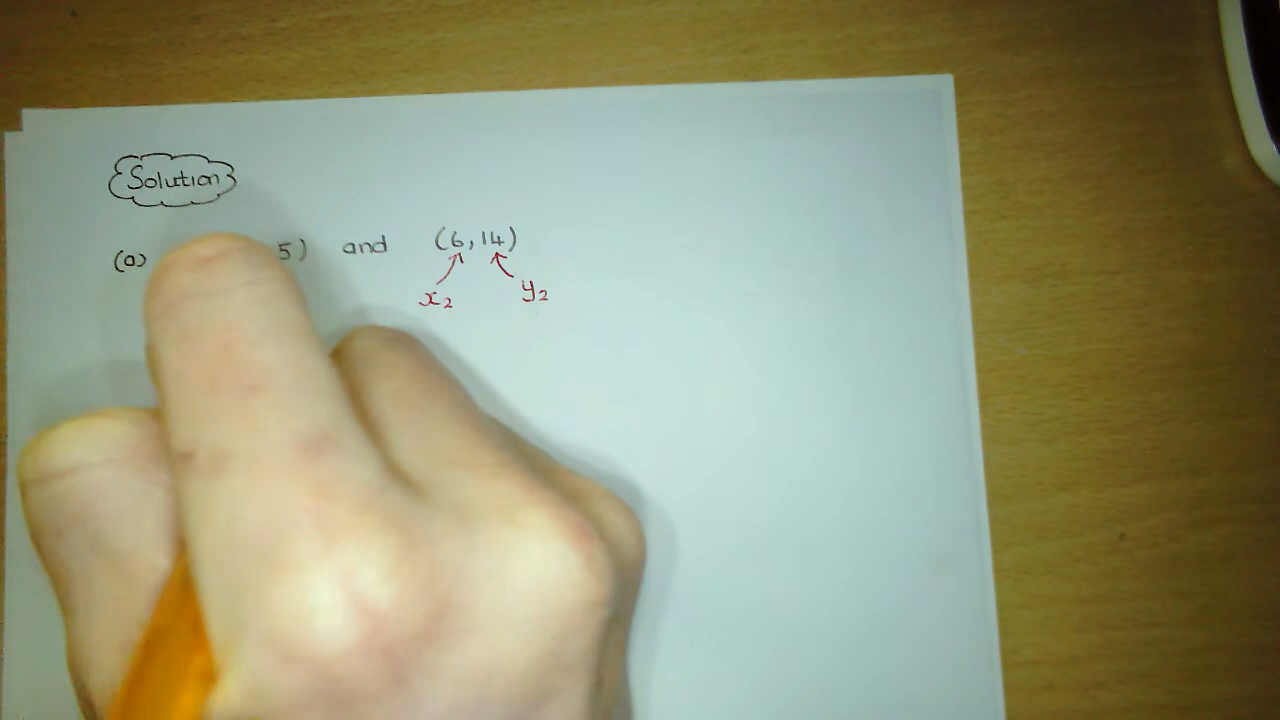 Solution
(a) 5) and (6,14)
x₂ y₂